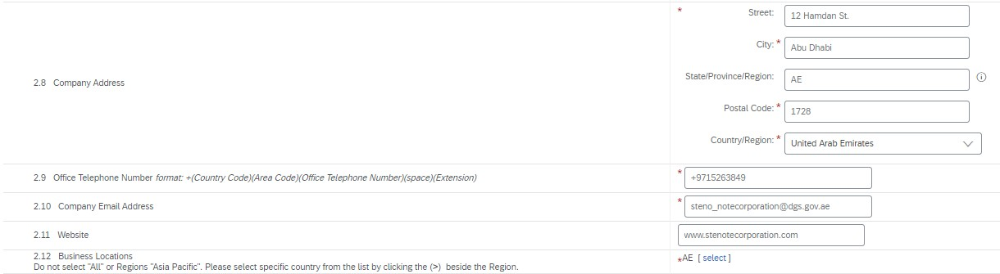 * Street: 12 Hamdan St.
City: * Abu Dhabi
State/Province/Region: AE
2.8 Company Address
Postal Code: * 1728
Country/Region: * United Arab Emirates
2.9 Office Telephone Number format: +(Country Code)(Area Code)(Office Telephone Number)(space)(Extension) * +9715263849
2.10 Company Email Address * steno_notecorporation@dgs.gov.ae
2.11 Website www.stenotecorporation.com
2.12 Business Locations
Do not select "All" or Regions "Asia Pacific". Please select specific country from the list by clicking the (>) beside the Region.
*AE [ select ]